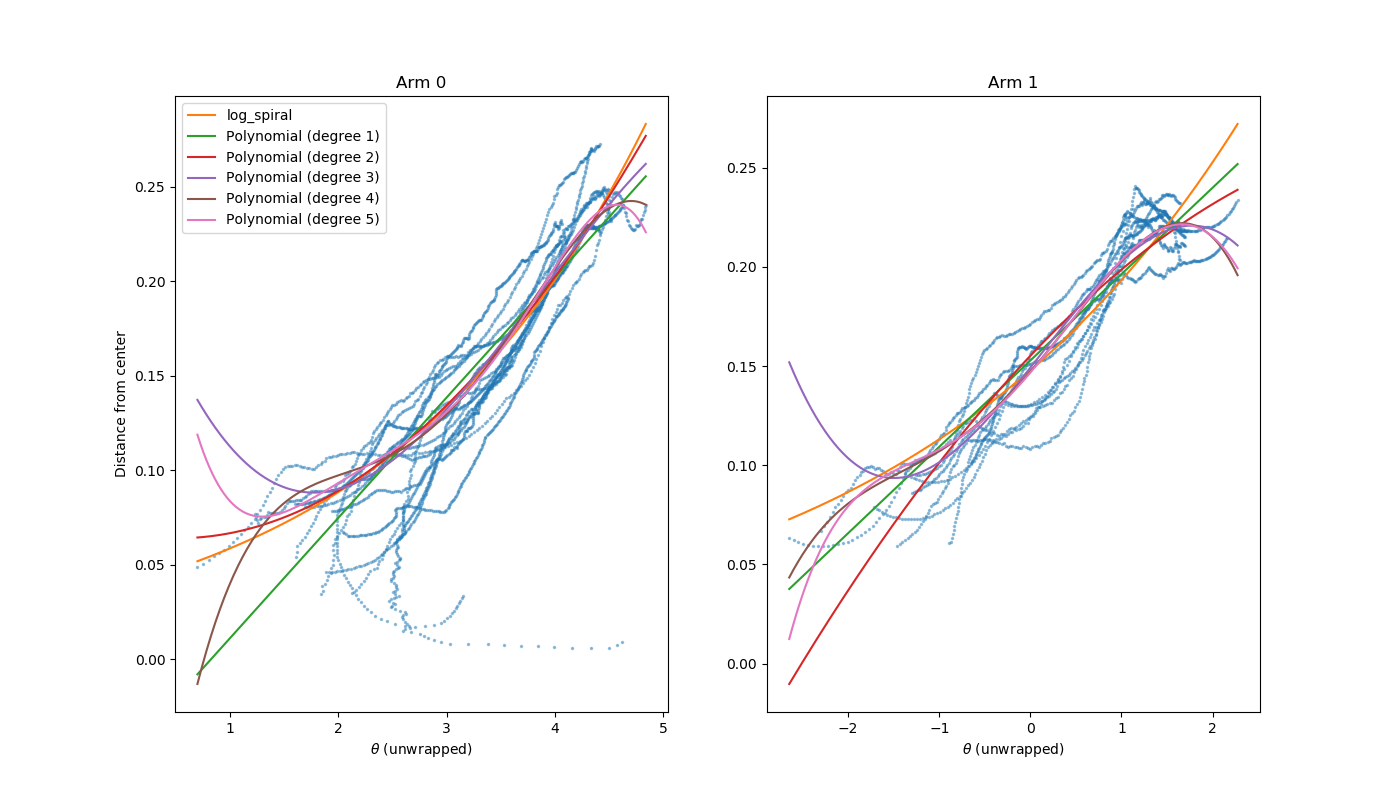 Arm 0
log_spiral
Polynomial (degree 1)
Polynomial (degree 2)
Polynomial (degree 3)
Polynomial (degree 4)
Polynomial (degree 5)
Distance from center
0.25
0.20
0.15
0.10
0.05
0.00
1 2 3 4 5
θ (unwrapped)
Arm 1
0.25
0.20
0.15
0.10
0.05
0.00
−2 −1 0 1 2
θ (unwrapped)